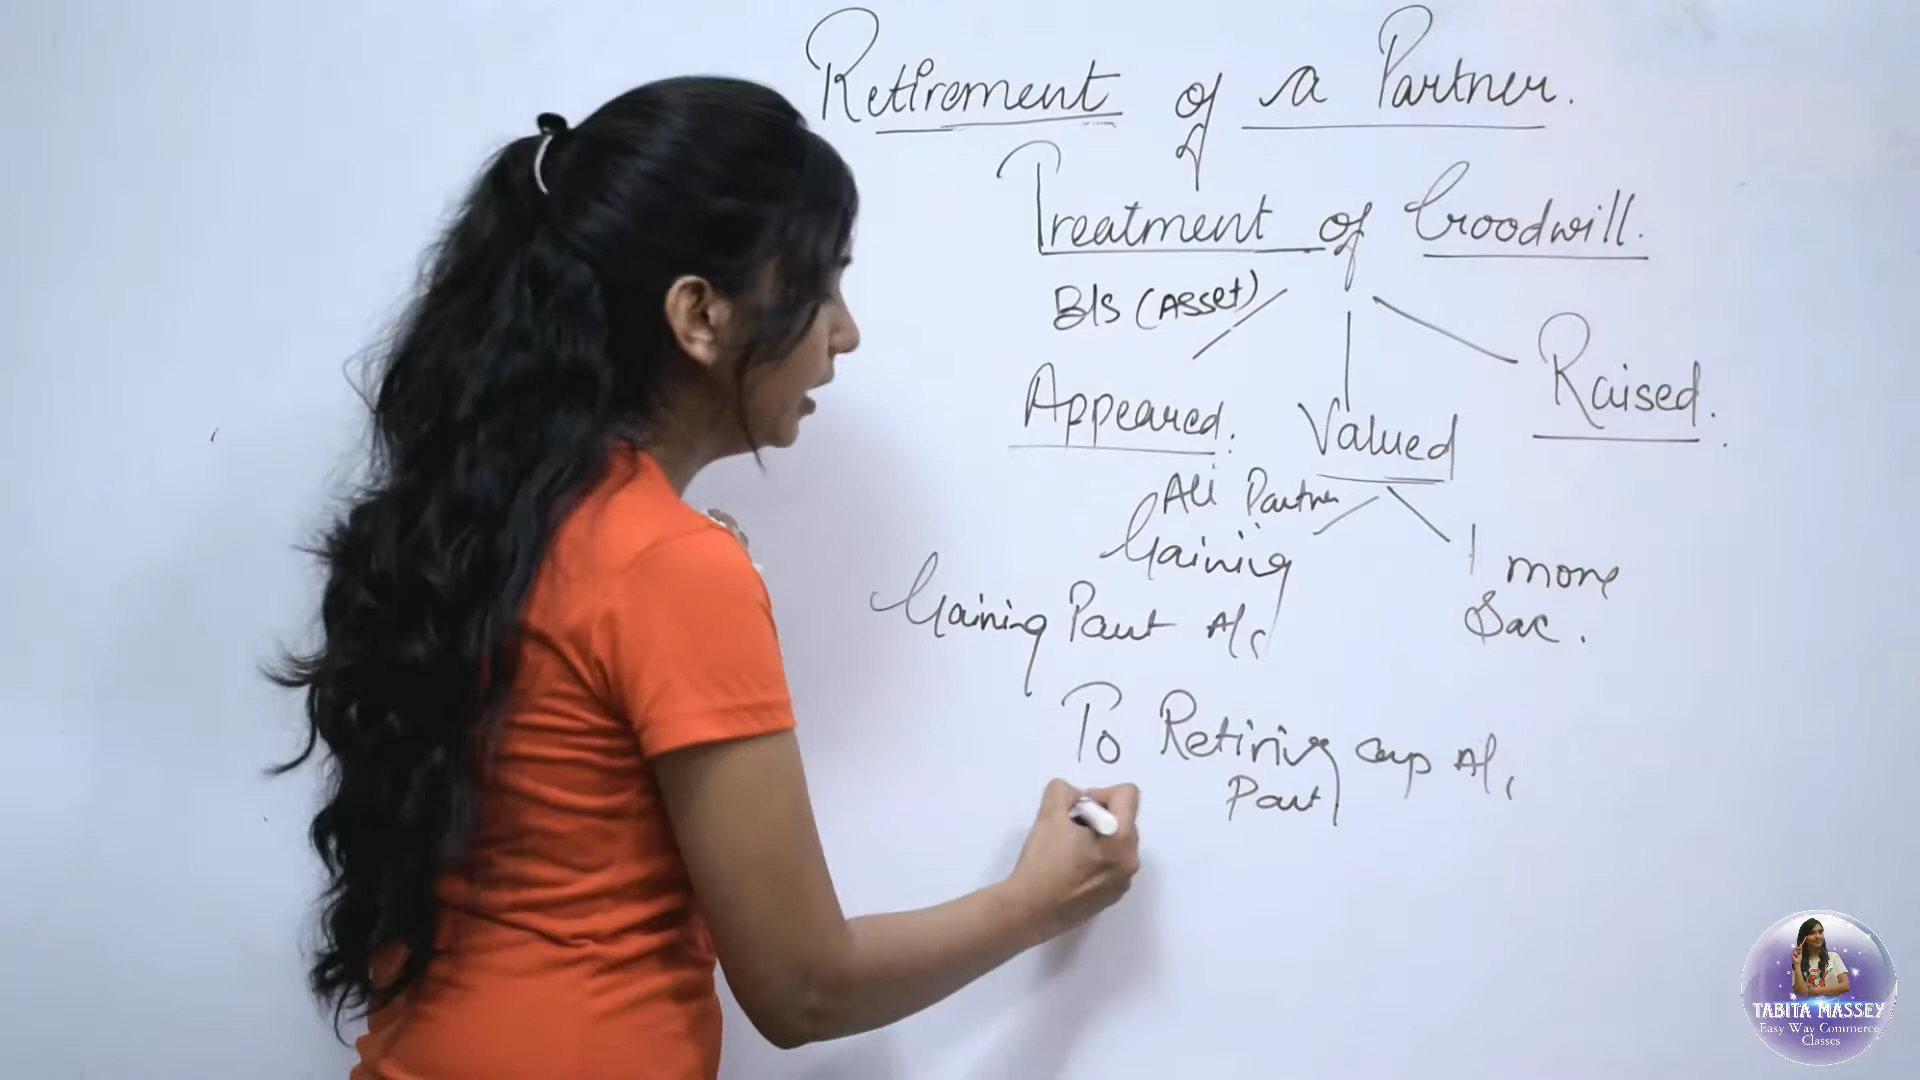 Retirement of a Partner.
Treatment of Goodwill.
B/s (Asset)
Appeared. Valued Raised.
All Partner
Gaining
1 more
Sac.
Gaining Part A/c
To Retiring cap A/c
Part
TABITA MASSEY
Easy Way Commerce
Classes